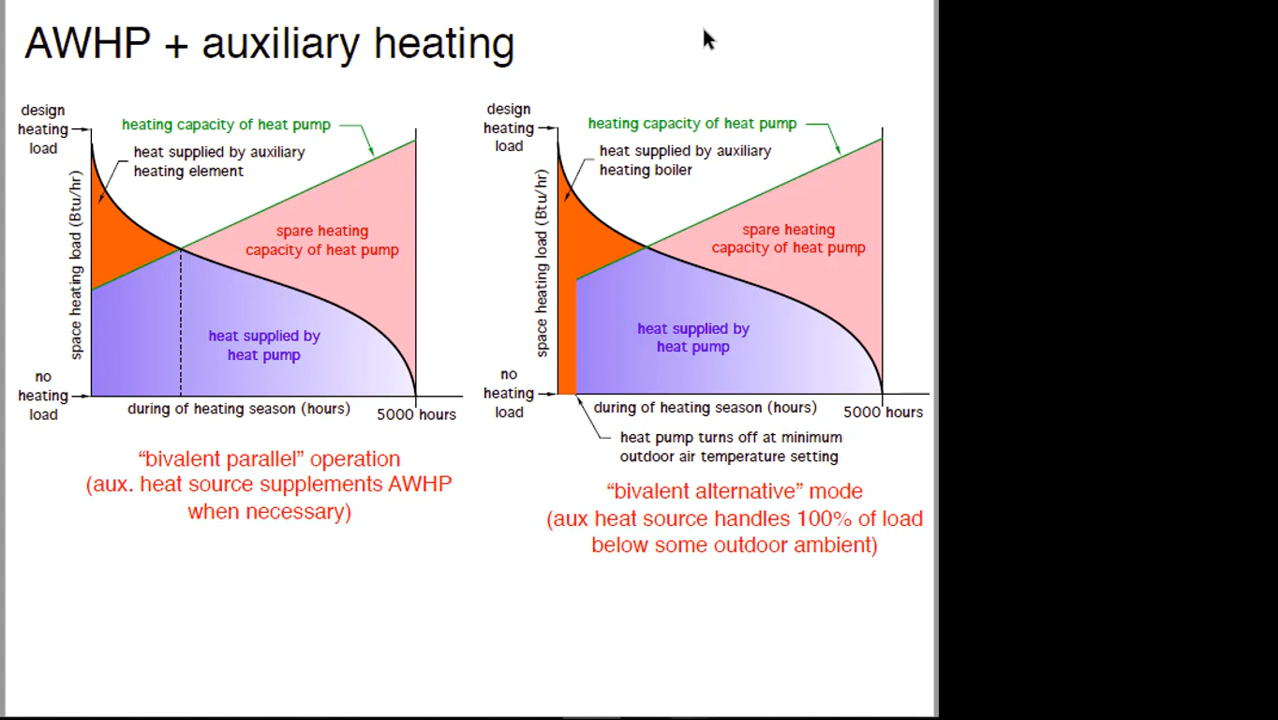 AWHP + auxiliary heating
design
heating
load
heating capacity of heat pump
heat supplied by auxiliary
heating element
space heating load (Btu/hr)
spare heating
capacity of heat pump
heat supplied by
heat pump
no
heating
load
during of heating season (hours)
5000 hours
“bivalent parallel” operation
(aux. heat source supplements AWHP
when necessary)
design
heating
load
heating capacity of heat pump
heat supplied by auxiliary
heating boiler
space heating load (Btu/hr)
spare heating
capacity of heat pump
heat supplied by
heat pump
no
heating
load
during of heating season (hours)
5000 hours
heat pump turns off at minimum
outdoor air temperature setting
“bivalent alternative” mode
(aux heat source handles 100% of load
below some outdoor ambient)